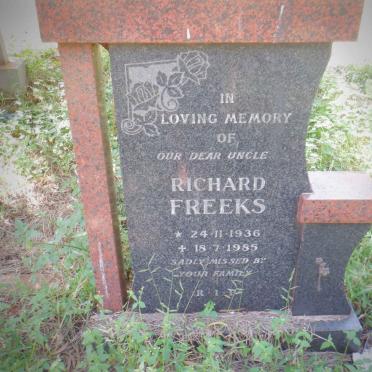 IN
LOVING MEMORY
OF
OUR DEAR UNCLE
RICHARD
FREEKS
* 24-11-1936
+ 18-7-1985
SADLY MISSED BY
YOUR FAMILY
R.I.P